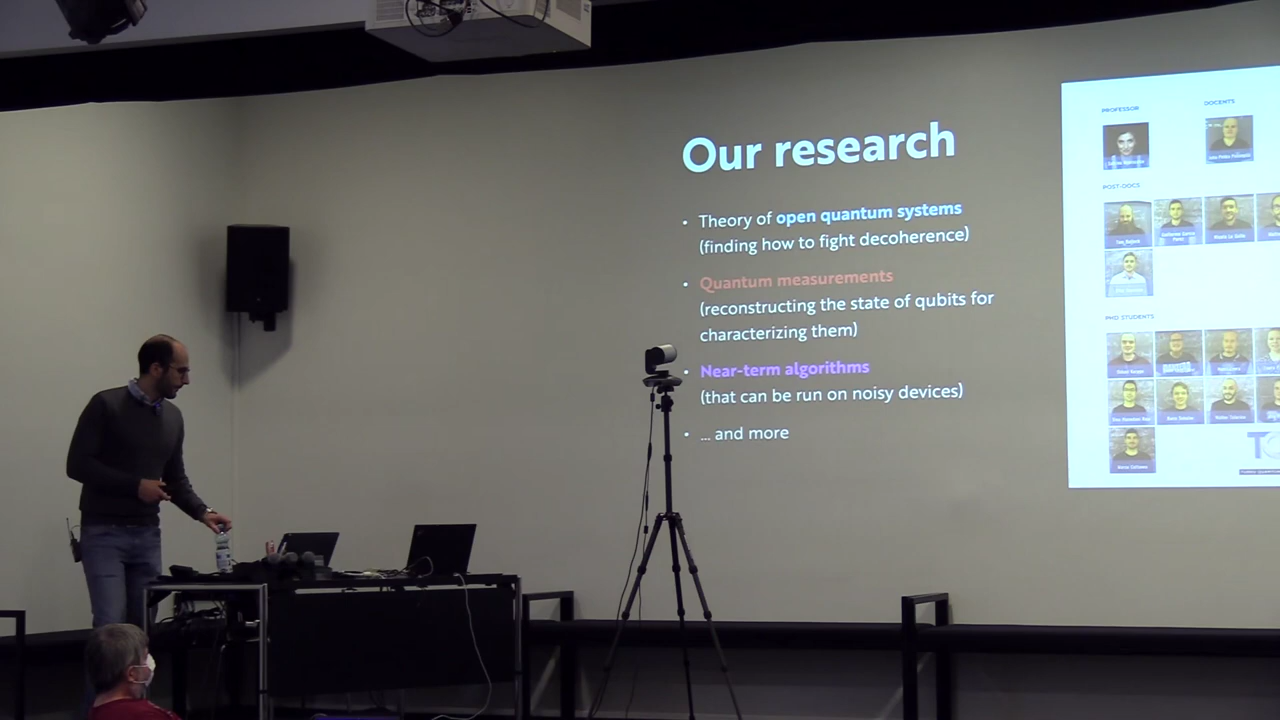 Our research
• Theory of open quantum systems
(finding how to fight decoherence)
• Quantum measurements
(reconstructing the state of qubits for
characterizing them)
• Near-term algorithms
(that can be run on noisy devices)
• ... and more
PROFESSOR
DOCENTS
POST-DOCS
PHD STUDENTS